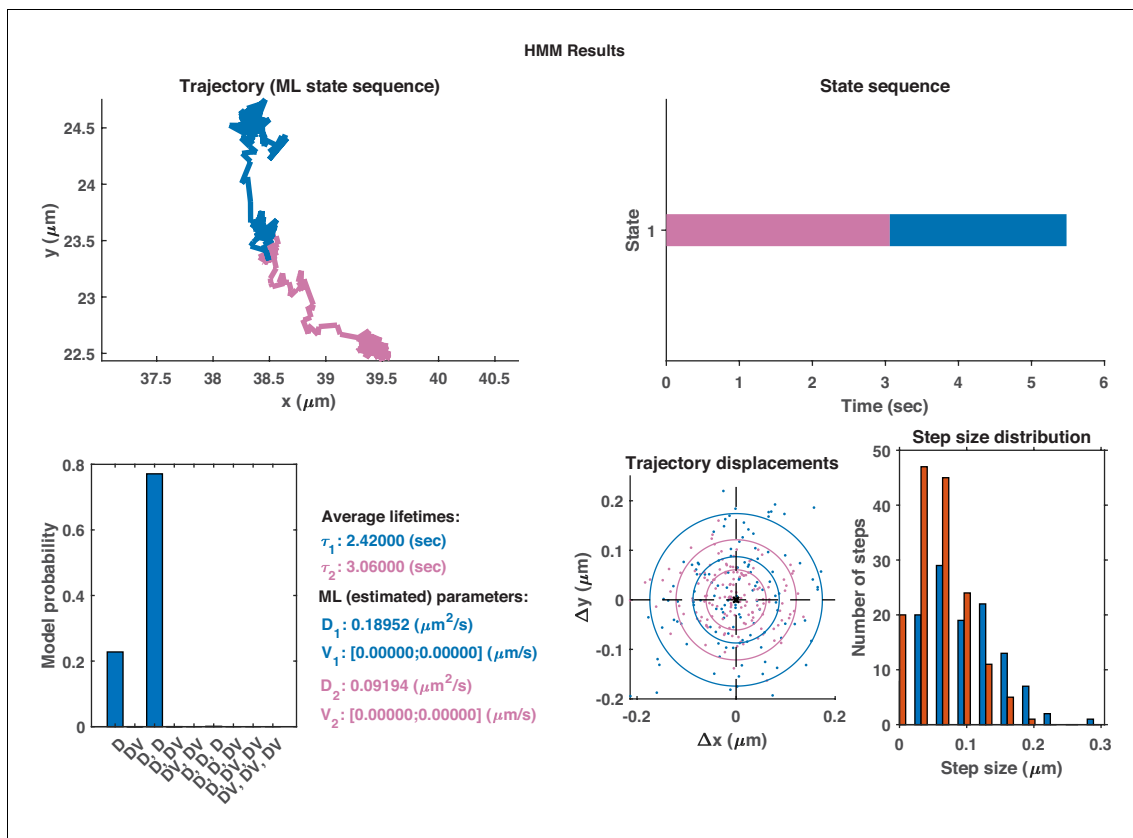 HMM Results
Trajectory (ML state sequence)
24.5
24
23.5
23
22.5
y (μm)
37.5 38 38.5 39 39.5 40 40.5
x (μm)
State sequence
State
1
0 1 2 3 4 5 6
Time (sec)
Model probability
0.8
0.6
0.4
0.2
0
D
DV
D, D
D, DV
DV, DV
D, D, D
D, D, DV
D, DV, DV
DV, DV, DV
Average lifetimes:
τ1: 2.42000 (sec)
τ2: 3.06000 (sec)
ML (estimated) parameters:
D1: 0.18952 (μm²/s)
V1: [0.00000;0.00000] (μm/s)
D2: 0.09194 (μm²/s)
V2: [0.00000;0.00000] (μm/s)
Trajectory displacements
0.2
0.1
0
-0.1
-0.2
Δy (μm)
-0.2 0 0.2
Δx (μm)
Step size distribution
50
40
30
20
10
0
Number of steps
0 0.1 0.2 0.3
Step size (μm)